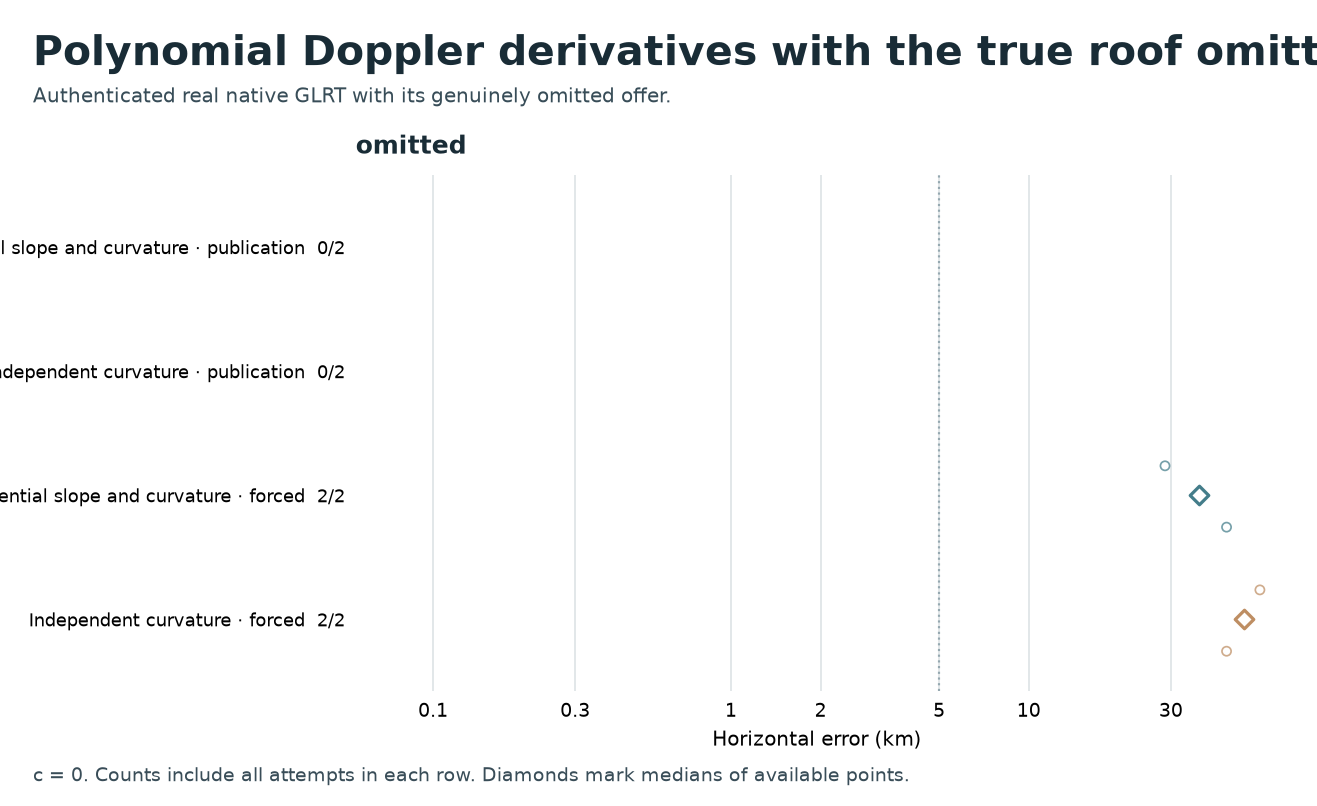 Polynomial Doppler derivatives with the true roof omitt
Authenticated real native GLRT with its genuinely omitted offer.
omitted
l slope and curvature · publication 0/2
ndependent curvature · publication 0/2
ential slope and curvature · forced 2/2
Independent curvature · forced 2/2
0.1 0.3 1 2 5 10 30
Horizontal error (km)
c = 0. Counts include all attempts in each row. Diamonds mark medians of available points.